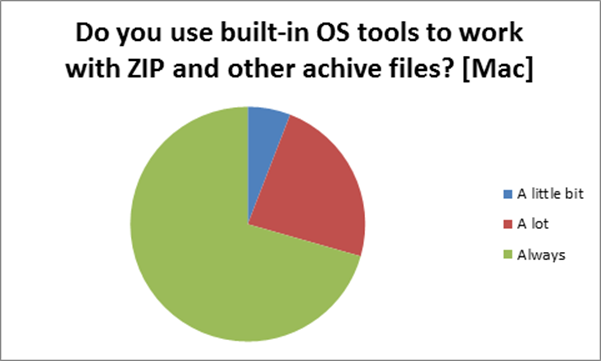 Do you use built-in OS tools to work
with ZIP and other achive files? [Mac]
A little bit
A lot
Always